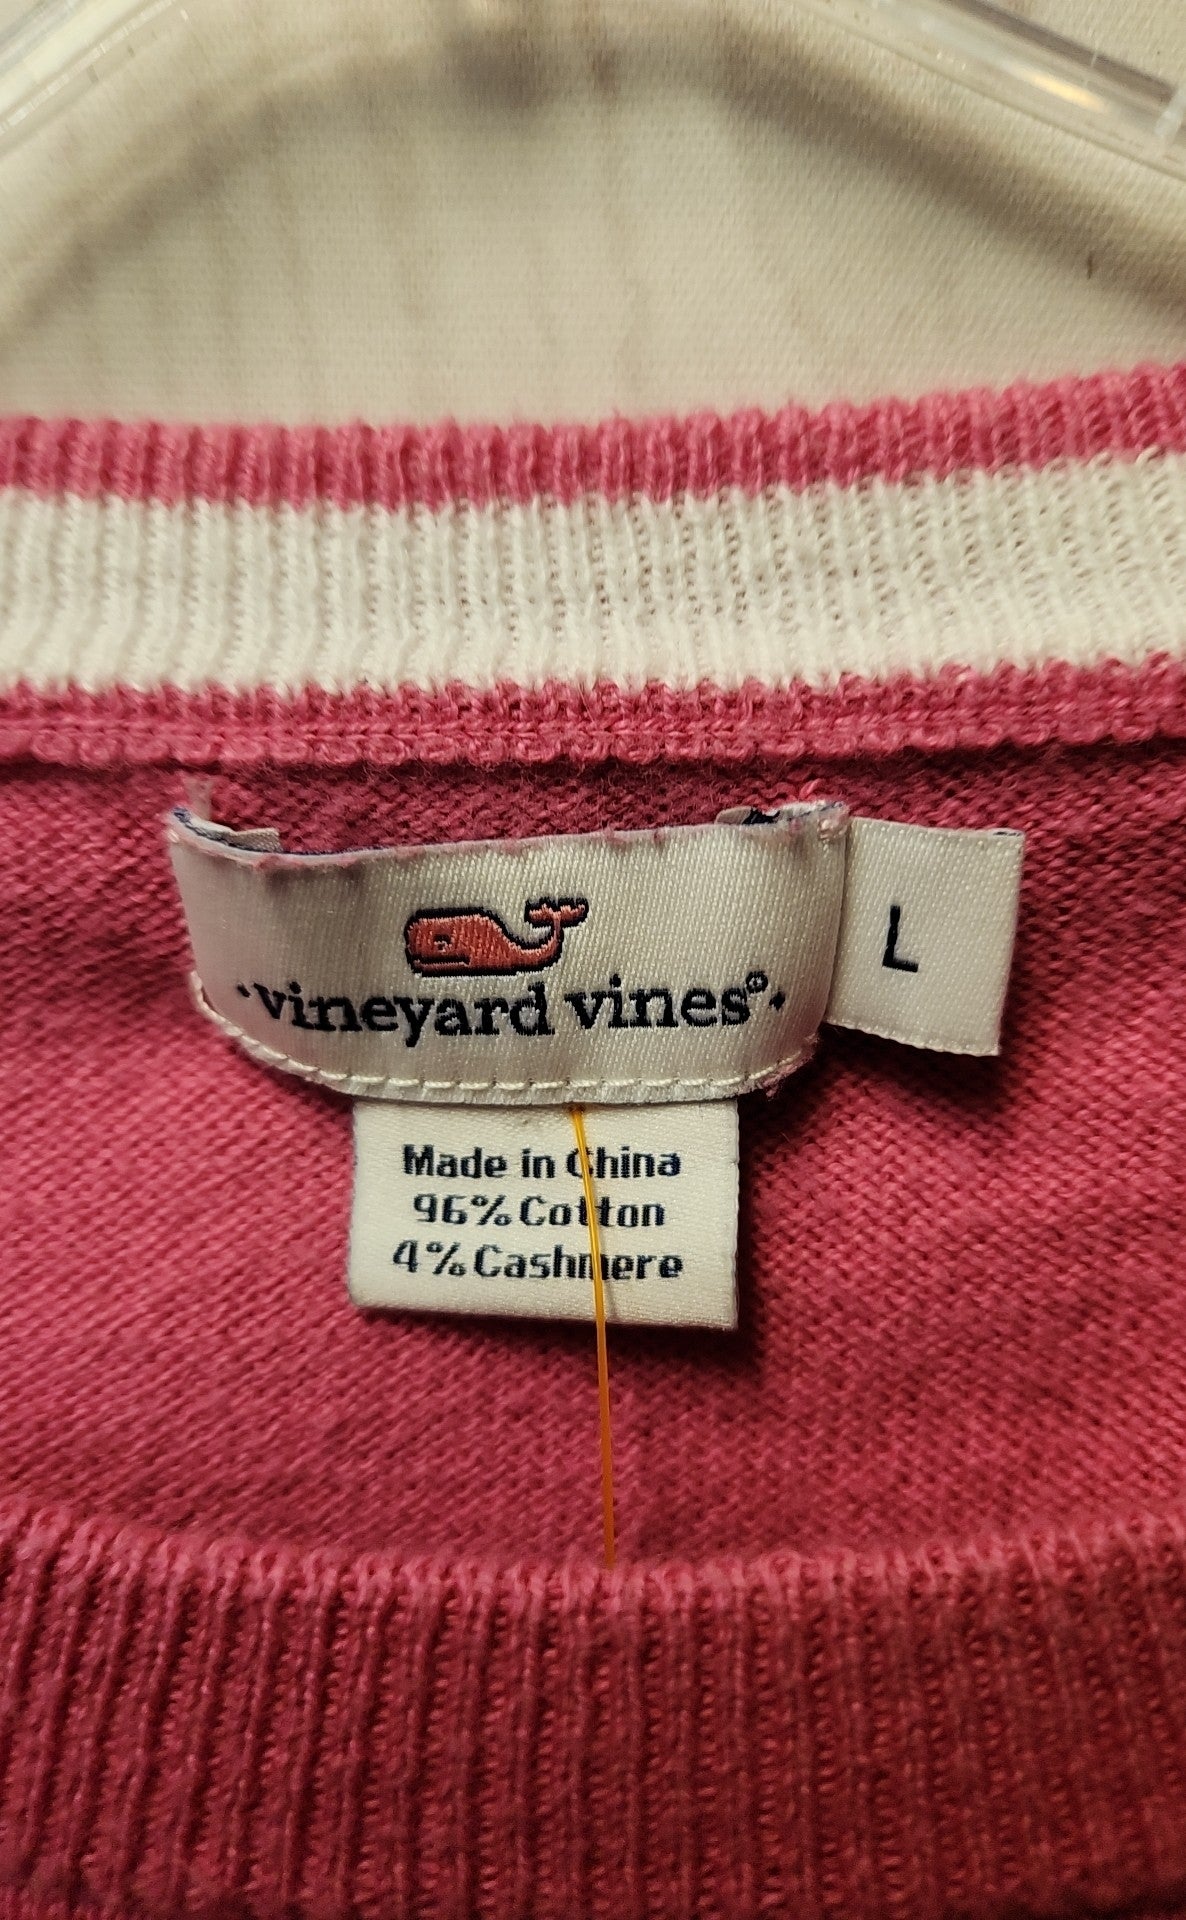 ·vineyard vines®·
L
Made in China
96% Cotton
4% Cashmere